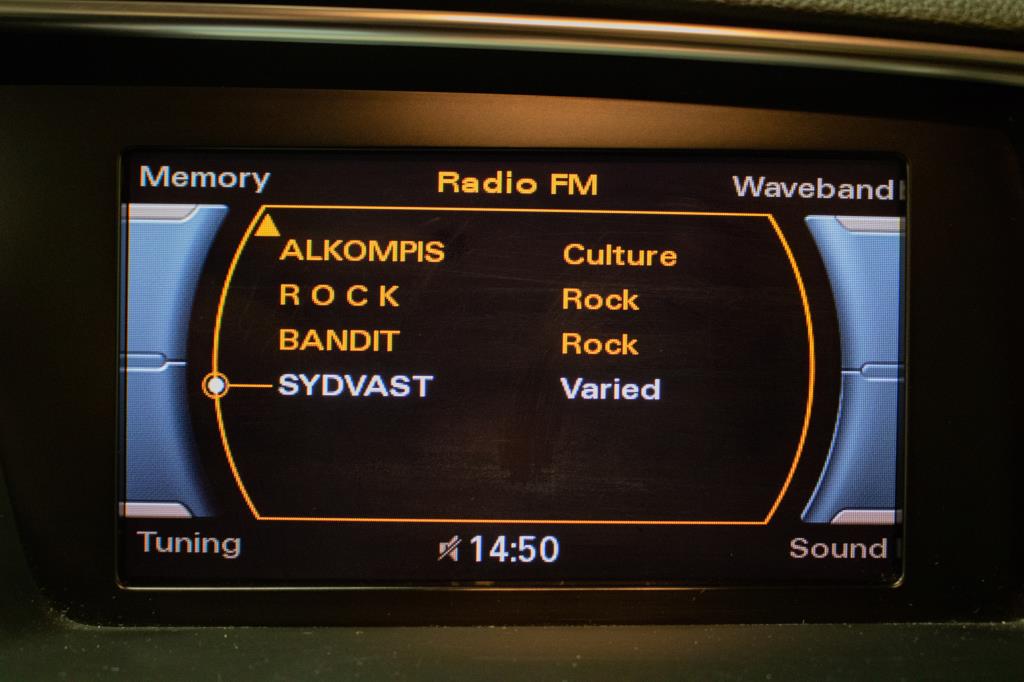 Memory Radio FM Waveband
ALKOMPIS Culture
R O C K Rock
BANDIT Rock
SYDVAST Varied
Tuning 14:50 Sound